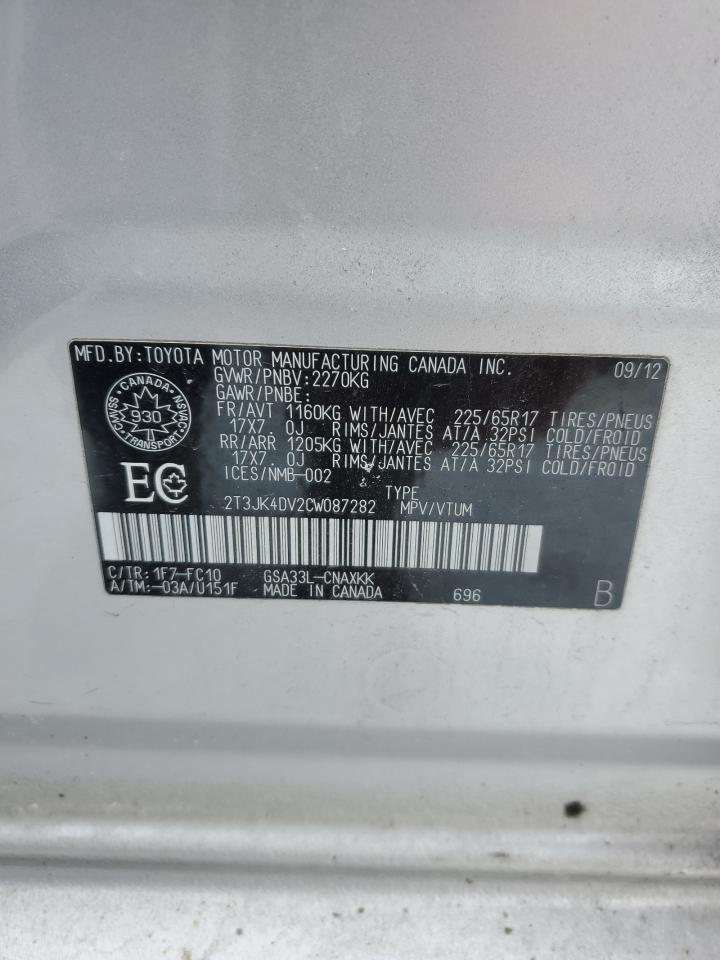 MFD.BY:TOYOTA MOTOR MANUFACTURING CANADA INC. 09/12
GVWR/PNBV:2270KG
GAWR/PNBE:
FR/AVT 1160KG WITH/AVEC 225/65R17 TIRES/PNEUS
17X7.0J RIMS/JANTES AT/A 32PSI COLD/FROID
RR/ARR 1205KG WITH/AVEC 225/65R17 TIRES/PNEUS
17X7.0J RIMS/JANTES AT/A 32PSI COLD/FROID
ICES/NMB-002
CANADA
CMVSS NSVAC
930
TRANSPORT
EC
TYPE
2T3JK4DV2CW087282 MPV/VTUM
C/TR: 1F7-FC10 GSA33L-CNAXKK
A/TM:-03A/U151F MADE IN CANADA 696 B